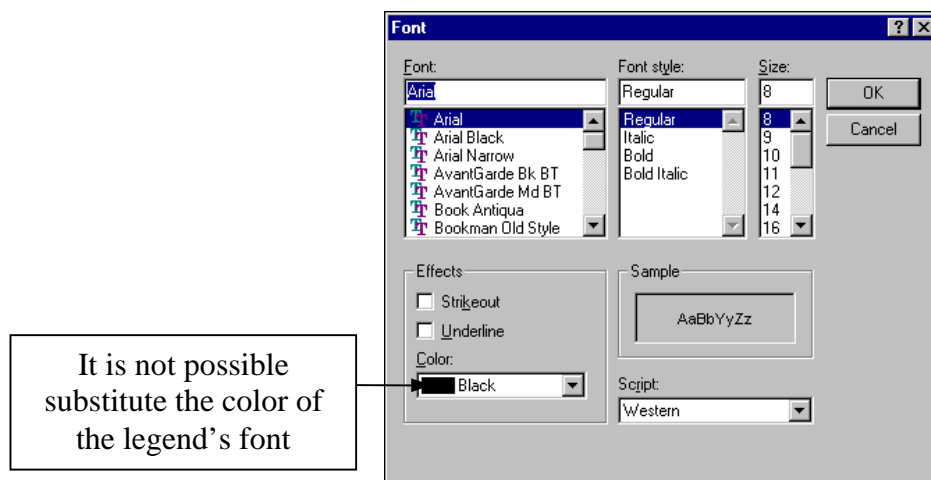 Font
Font: Font style: Size:
Arial Regular 8 OK
Arial Regular 8 Cancel
Arial Black Italic 9
Arial Narrow Bold 10
AvantGarde Bk BT Bold Italic 11
AvantGarde Md BT 12
Book Antiqua 14
Bookman Old Style 16
Effects Sample
Strikeout
AaBbYyZz
Underline
Color:
Black
Script:
Western
It is not possible
substitute the color of
the legend’s font